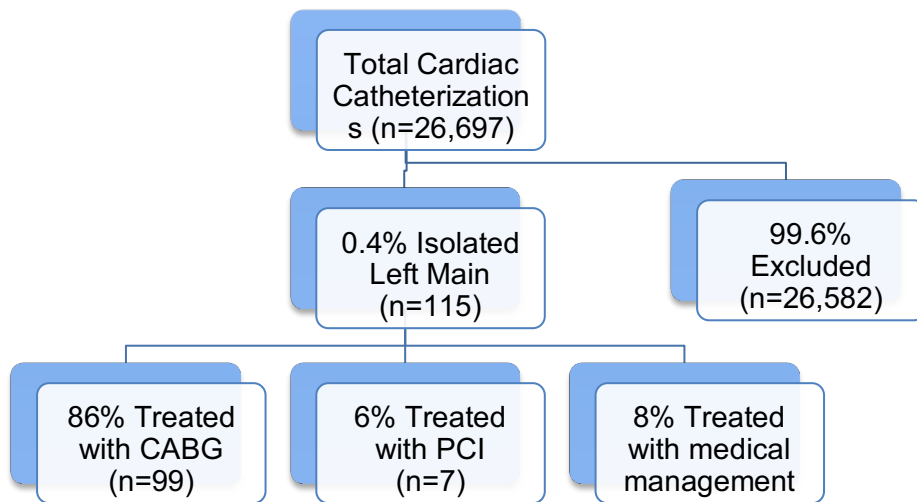 Total Cardiac
Catheterization
s (n=26,697)
0.4% Isolated
Left Main
(n=115)
99.6%
Excluded
(n=26,582)
86% Treated
with CABG
(n=99)
6% Treated
with PCI
(n=7)
8% Treated
with medical
management